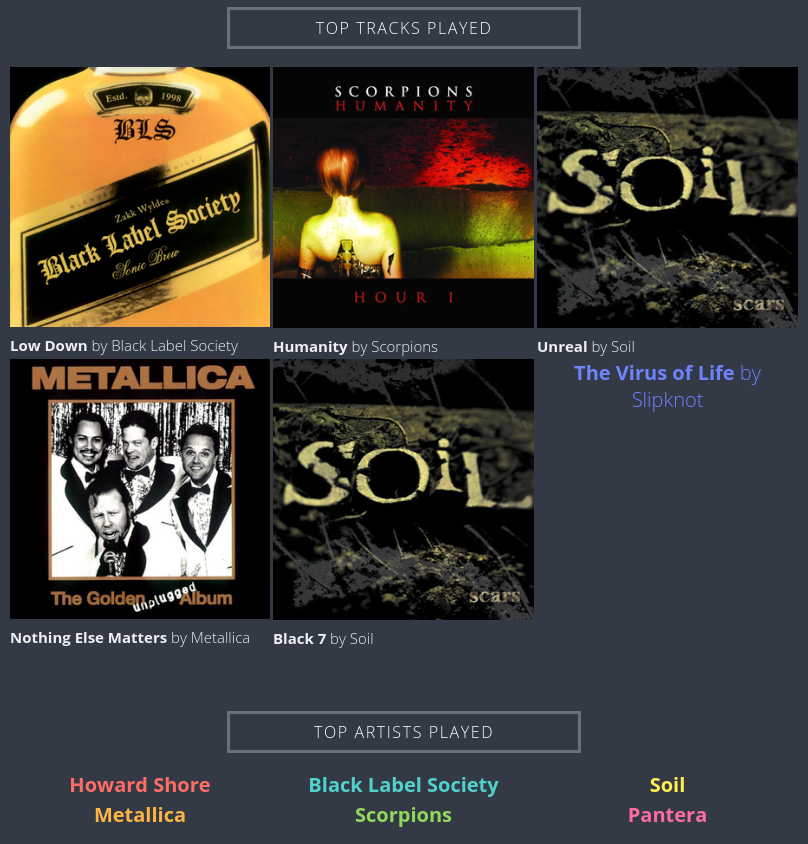 TOP TRACKS PLAYED
Estd. 1998
BLS
Zakk Wylde's
Black Label Society
Sonic Brew
SCORPIONS
HUMANITY
HOUR I
SOiL
scars
Low Down by Black Label Society
Humanity by Scorpions
Unreal by Soil
METALLICA
The Golden unplugged Album
SOiL
scars
The Virus of Life by
Slipknot
Nothing Else Matters by Metallica
Black 7 by Soil
TOP ARTISTS PLAYED
Howard Shore
Black Label Society
Soil
Metallica
Scorpions
Pantera